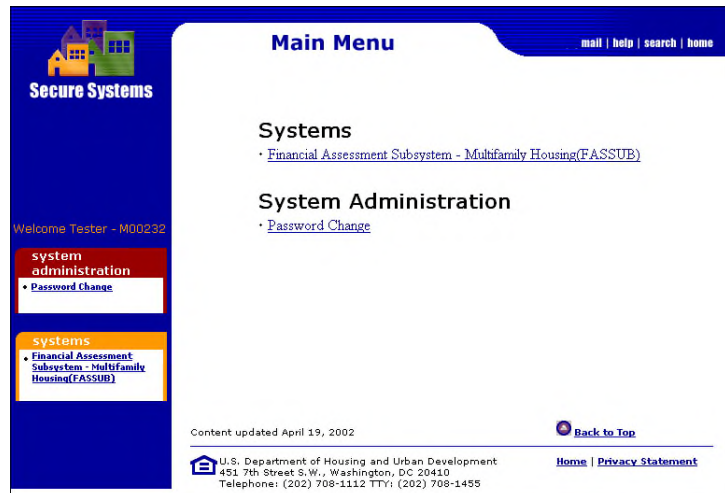 Main Menu
mail | help | search | home
Secure Systems
Systems
· Financial Assessment Subsystem - Multifamily Housing(FASSUB)
System Administration
· Password Change
Welcome Tester - M00232
system
administration
• Password Change
systems
• Financial Assessment
Subsystem - Multifamily
Housing(FASSUB)
Content updated April 19, 2002
Back to Top
U.S. Department of Housing and Urban Development
451 7th Street S.W., Washington, DC 20410
Telephone: (202) 708-1112 TTY: (202) 708-1455
Home | Privacy Statement